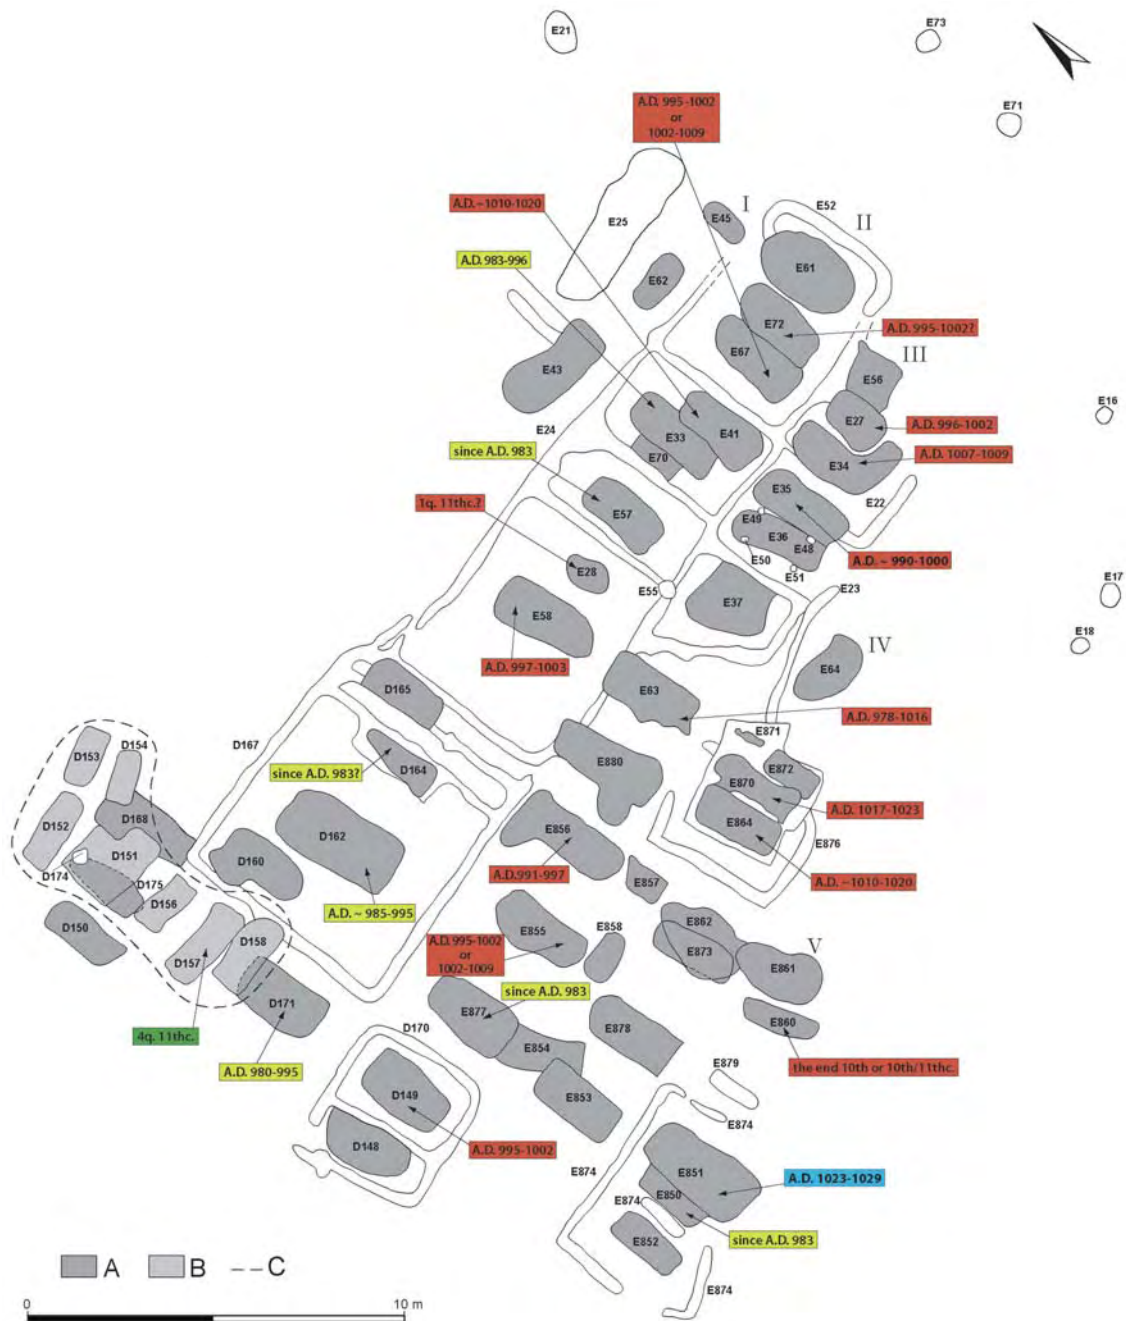 E21
E73
E71
A.D. 995-1002
or
1002-1009
A.D. ~1010-1020
I
E52
II
E45
E25
A.D. 983-996
E61
E62
E72
A.D. 995-1002?
E67
III
E43
E56
E16
E24
E33
E41
E27
A.D. 996-1002
E70
since A.D. 983
E34
A.D. 1007-1009
E35
E22
1q. 11thc.?
E57
E49
E36
E48
E50
A.D. ~ 990-1000
E28
E51
E55
E23
E17
E37
E58
E18
IV
E64
A.D. 997-1003
D165
E63
A.D. 978-1016
E871
D154
D167
D153
since A.D. 983?
D164
E880
E872
E870
A.D. 1017-1023
D168
D152
D162
E856
E864
E876
D151
D160
D174
D175
A.D.991-997
E857
A.D. ~1010-1020
D156
A.D. ~ 985-995
D150
E855
E858
E862
V
D158
A.D. 995-1002
or
1002-1009
E873
D157
E861
since A.D. 983
D171
E877
E878
E860
4q. 11thc.
D170
E854
E879
the end 10th or 10th/11thc.
A.D. 980-995
D149
E853
E874
D148
A.D. 995-1002
E874
E851
A.D. 1023-1029
E874
E850
E852
since A.D. 983
A
B
C
E874
0
10 m